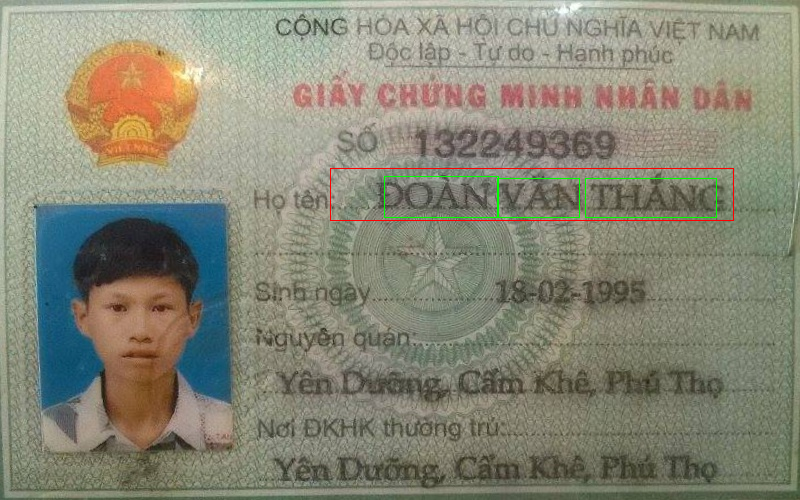 CỘNG HÒA XÃ HỘI CHỦ NGHĨA VIỆT NAM
Độc lập - Tự do - Hạnh phúc
GIẤY CHỨNG MINH NHÂN DÂN
SỐ 132249369
Họ tên: ĐOÀN VĂN THẮNG
Sinh ngày 18-02-1995
Nguyên quán:
Yên Dưỡng, Cẩm Khê, Phú Thọ
Nơi ĐKHK thường trú:
Yên Dưỡng, Cẩm Khê, Phú Thọ
VIỆT NAM